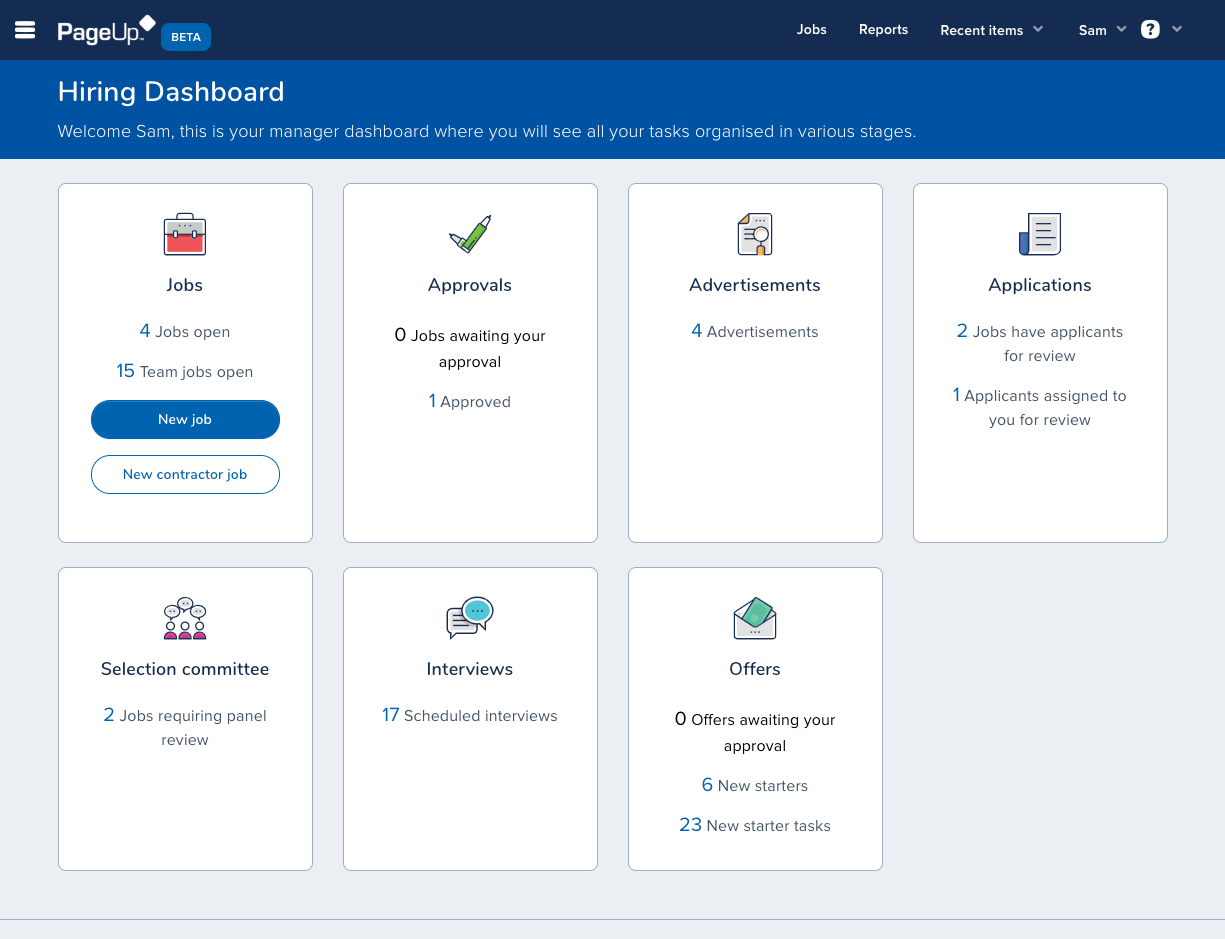 PageUp
BETA
Jobs
Reports
Recent items
Sam
?
Hiring Dashboard
Welcome Sam, this is your manager dashboard where you will see all your tasks organised in various stages.
Jobs
4 Jobs open
15 Team jobs open
New job
New contractor job
Approvals
0 Jobs awaiting your
approval
1 Approved
Advertisements
4 Advertisements
Applications
2 Jobs have applicants
for review
1 Applicants assigned to
you for review
Selection committee
2 Jobs requiring panel
review
Interviews
17 Scheduled interviews
Offers
0 Offers awaiting your
approval
6 New starters
23 New starter tasks